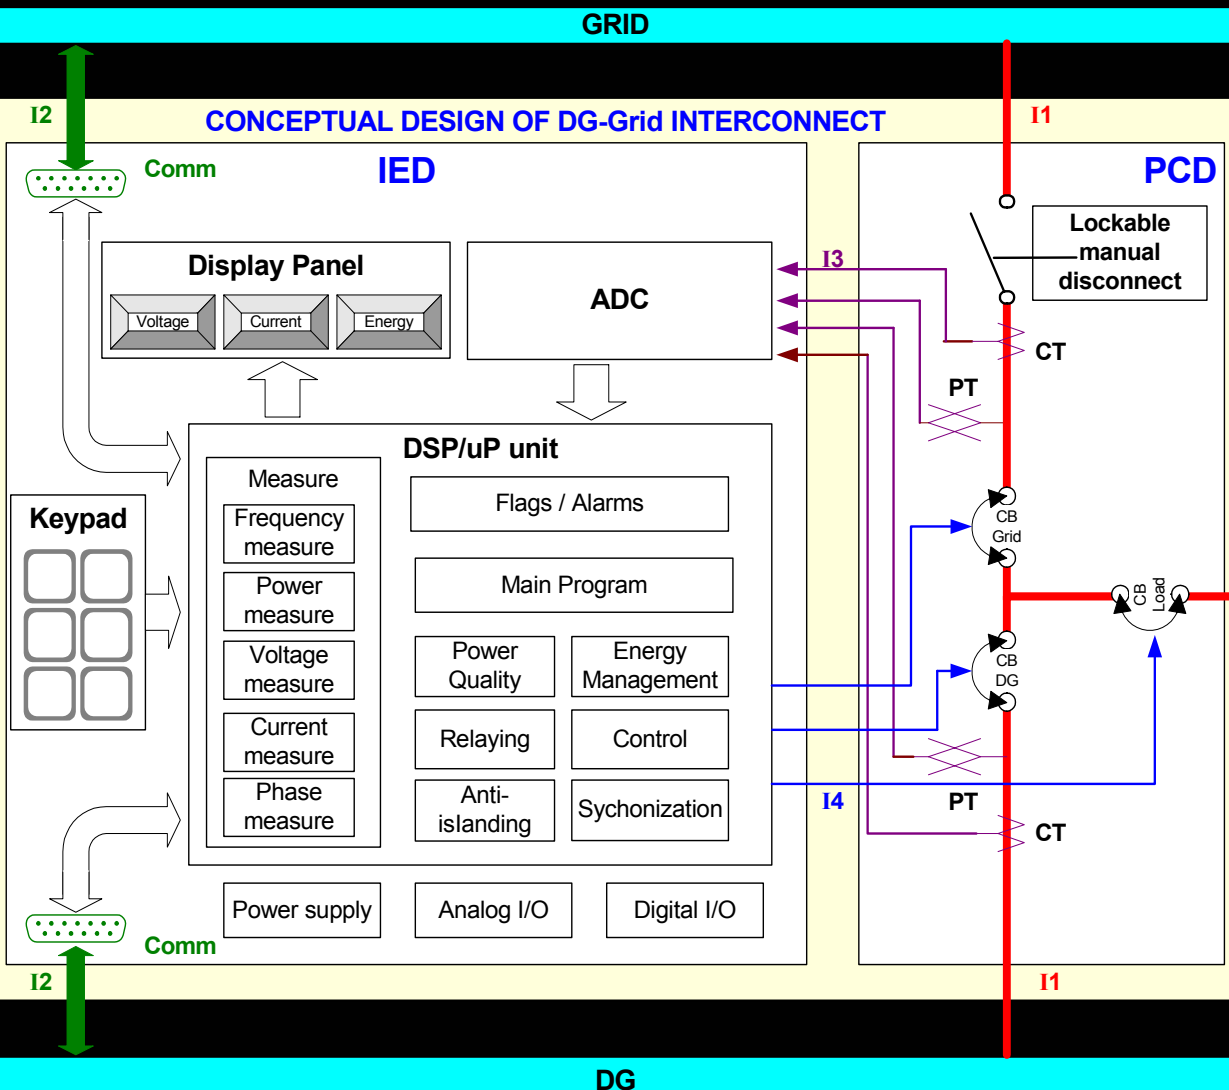 GRID
I2
CONCEPTUAL DESIGN OF DG-Grid INTERCONNECT
I1
Comm
IED
PCD
Display Panel
Voltage
Current
Energy
ADC
I3
Lockable
manual
disconnect
CT
PT
DSP/uP unit
Measure
Frequency
measure
Power
measure
Voltage
measure
Current
measure
Phase
measure
Flags / Alarms
Main Program
Power
Quality
Energy
Management
Relaying
Control
Anti-
islanding
Sychonization
Keypad
CB
Grid
CB
Load
CB
DG
I4
PT
CT
Power supply
Analog I/O
Digital I/O
Comm
I2
I1
DG